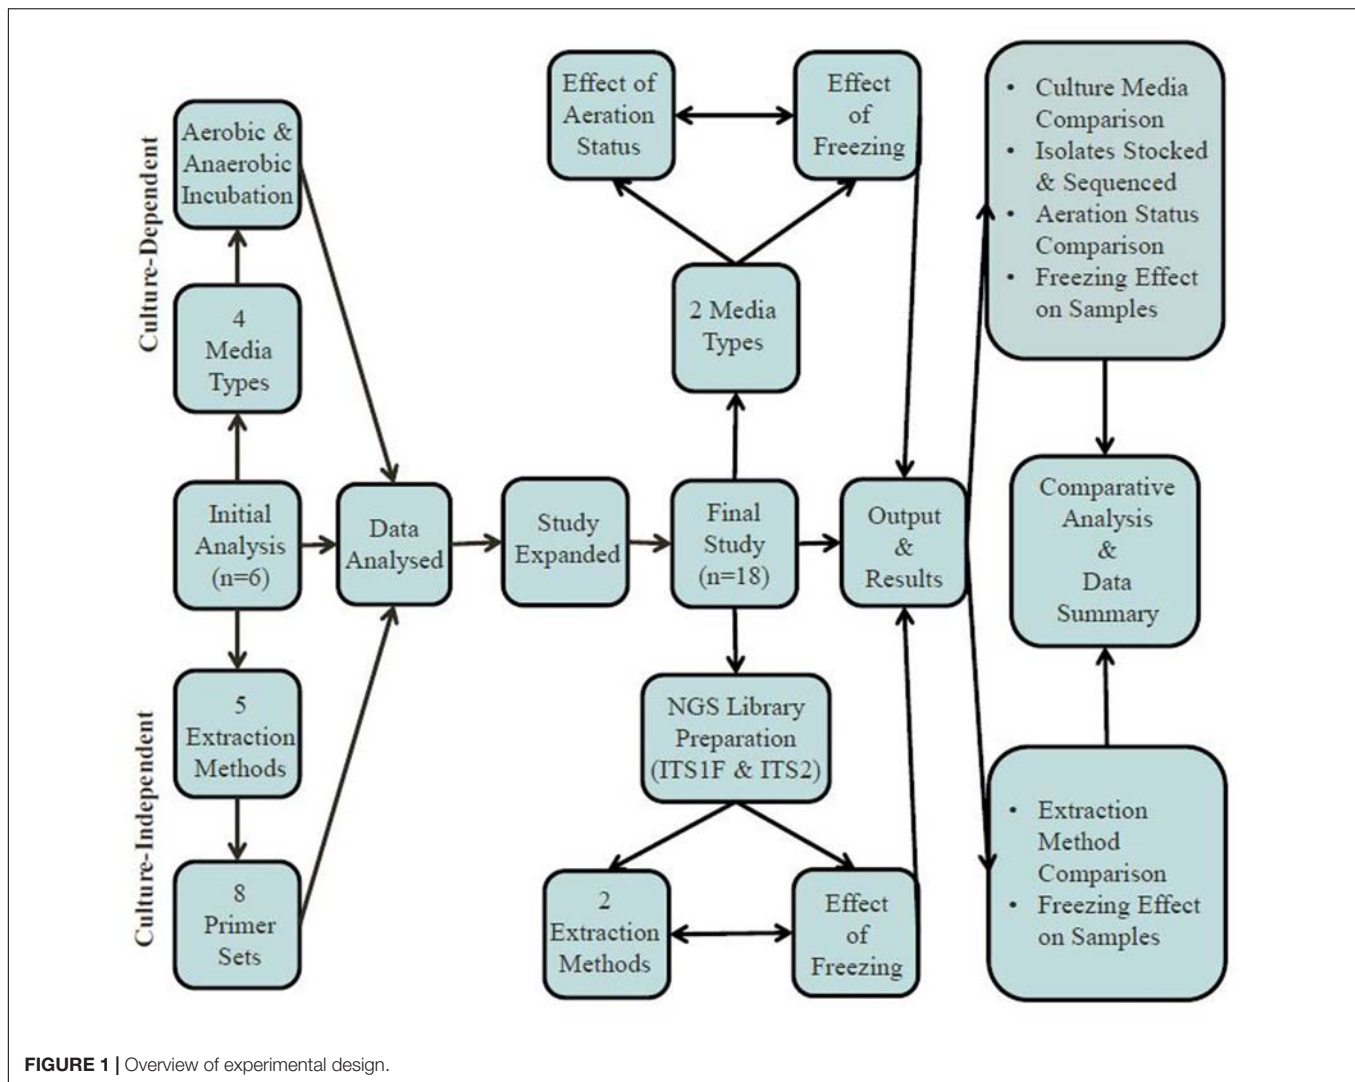 Culture-Dependent
Aerobic &
Anaerobic
Incubation
4
Media
Types
Initial
Analysis
(n=6)
Culture-Independent
5
Extraction
Methods
8
Primer
Sets
Data
Analysed
Study
Expanded
Effect of
Aeration
Status
Effect
of
Freezing
2 Media
Types
Final
Study
(n=18)
NGS Library
Preparation
(ITS1F & ITS2)
2
Extraction
Methods
Effect
of
Freezing
Output
&
Results
• Culture Media
Comparison
• Isolates Stocked
& Sequenced
• Aeration Status
Comparison
• Freezing Effect
on Samples
Comparative
Analysis
&
Data
Summary
• Extraction
Method
Comparison
• Freezing Effect
on Samples
FIGURE 1 | Overview of experimental design.